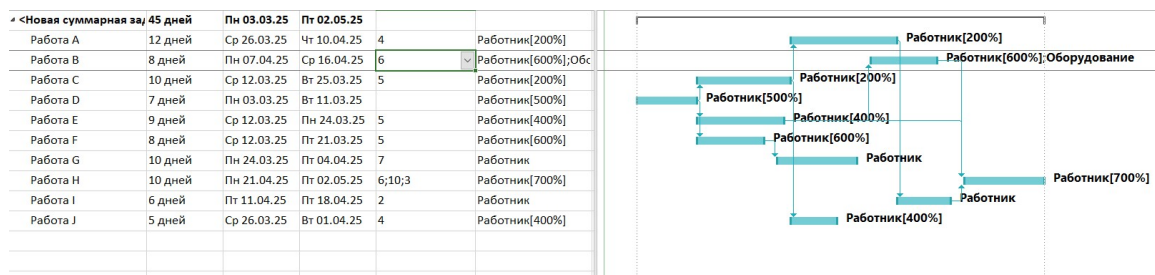 <Новая суммарная зад 45 дней Пн 03.03.25 Пт 02.05.25
Работа A 12 дней Ср 26.03.25 Чт 10.04.25 4 Работник[200%] Работник[200%]
Работа B 8 дней Пн 07.04.25 Ср 16.04.25 6 Работник[600%];Обс Работник[600%];Оборудование
Работа C 10 дней Ср 12.03.25 Вт 25.03.25 5 Работник[200%] Работник[200%]
Работа D 7 дней Пн 03.03.25 Вт 11.03.25 Работник[500%] Работник[500%]
Работа E 9 дней Ср 12.03.25 Пн 24.03.25 5 Работник[400%] Работник[400%]
Работа F 8 дней Ср 12.03.25 Пт 21.03.25 5 Работник[600%] Работник[600%]
Работа G 10 дней Пн 24.03.25 Пт 04.04.25 7 Работник Работник
Работа H 10 дней Пн 21.04.25 Пт 02.05.25 6;10;3 Работник[700%] Работник[700%]
Работа I 6 дней Пт 11.04.25 Пт 18.04.25 2 Работник Работник
Работа J 5 дней Ср 26.03.25 Вт 01.04.25 4 Работник[400%] Работник[400%]